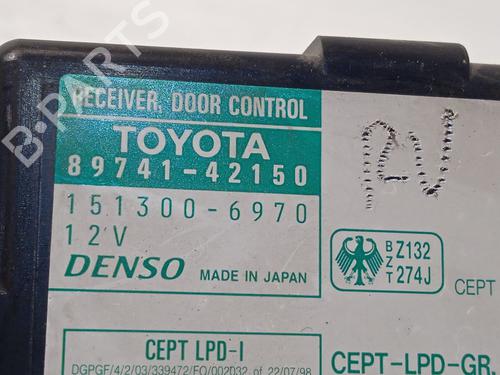 RECEIVER, DOOR CONTROL
TOYOTA
89741-42150
151300-6970
12V
DENSO MADE IN JAPAN
BZT Z132 274J
CEPT
CEPT LPD-I
DGPGF/4/2/03/339472/FO/002032 of 22/07/98
CEPT-LPD-GR.
B-PARTS